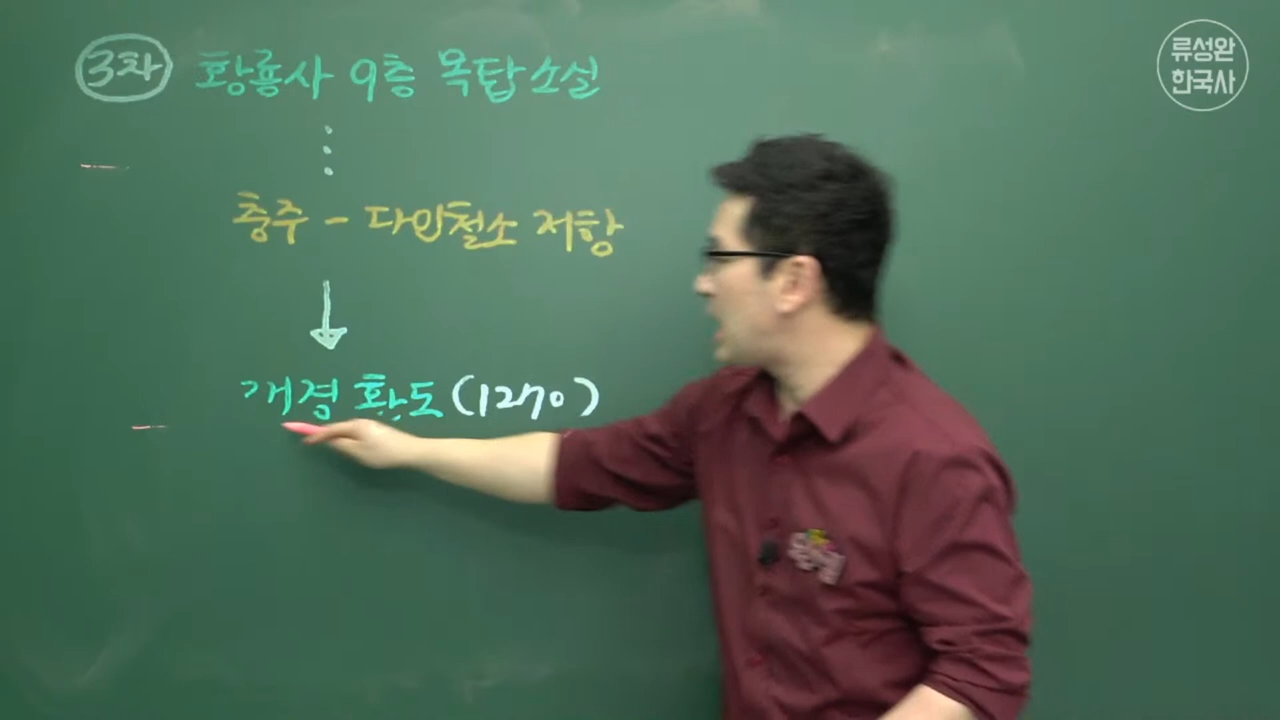 3차 황룡사 9층 목탑 소실
충주 - 다인철소 저항
개경 환도 (1270)
류성완
한국사